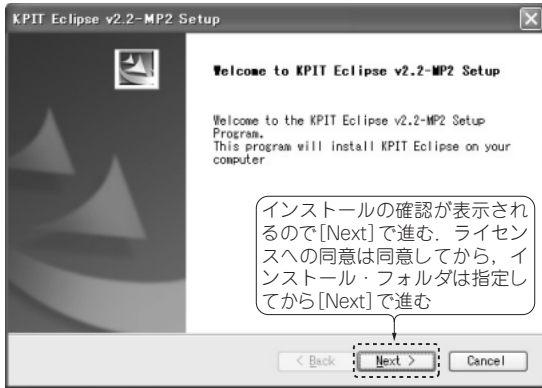 KPIT Eclipse v2.2-MP2 Setup
Welcome to KPIT Eclipse v2.2-MP2 Setup
Welcome to the KPIT Eclipse v2.2-MP2 Setup
Program.
This program will install KPIT Eclipse on your
computer
インストールの確認が表示され
るので[Next]で進む．ライセン
スへの同意は同意してから，イ
ンストール・フォルダは指定し
てから[Next]で進む
< Back
Next >
Cancel